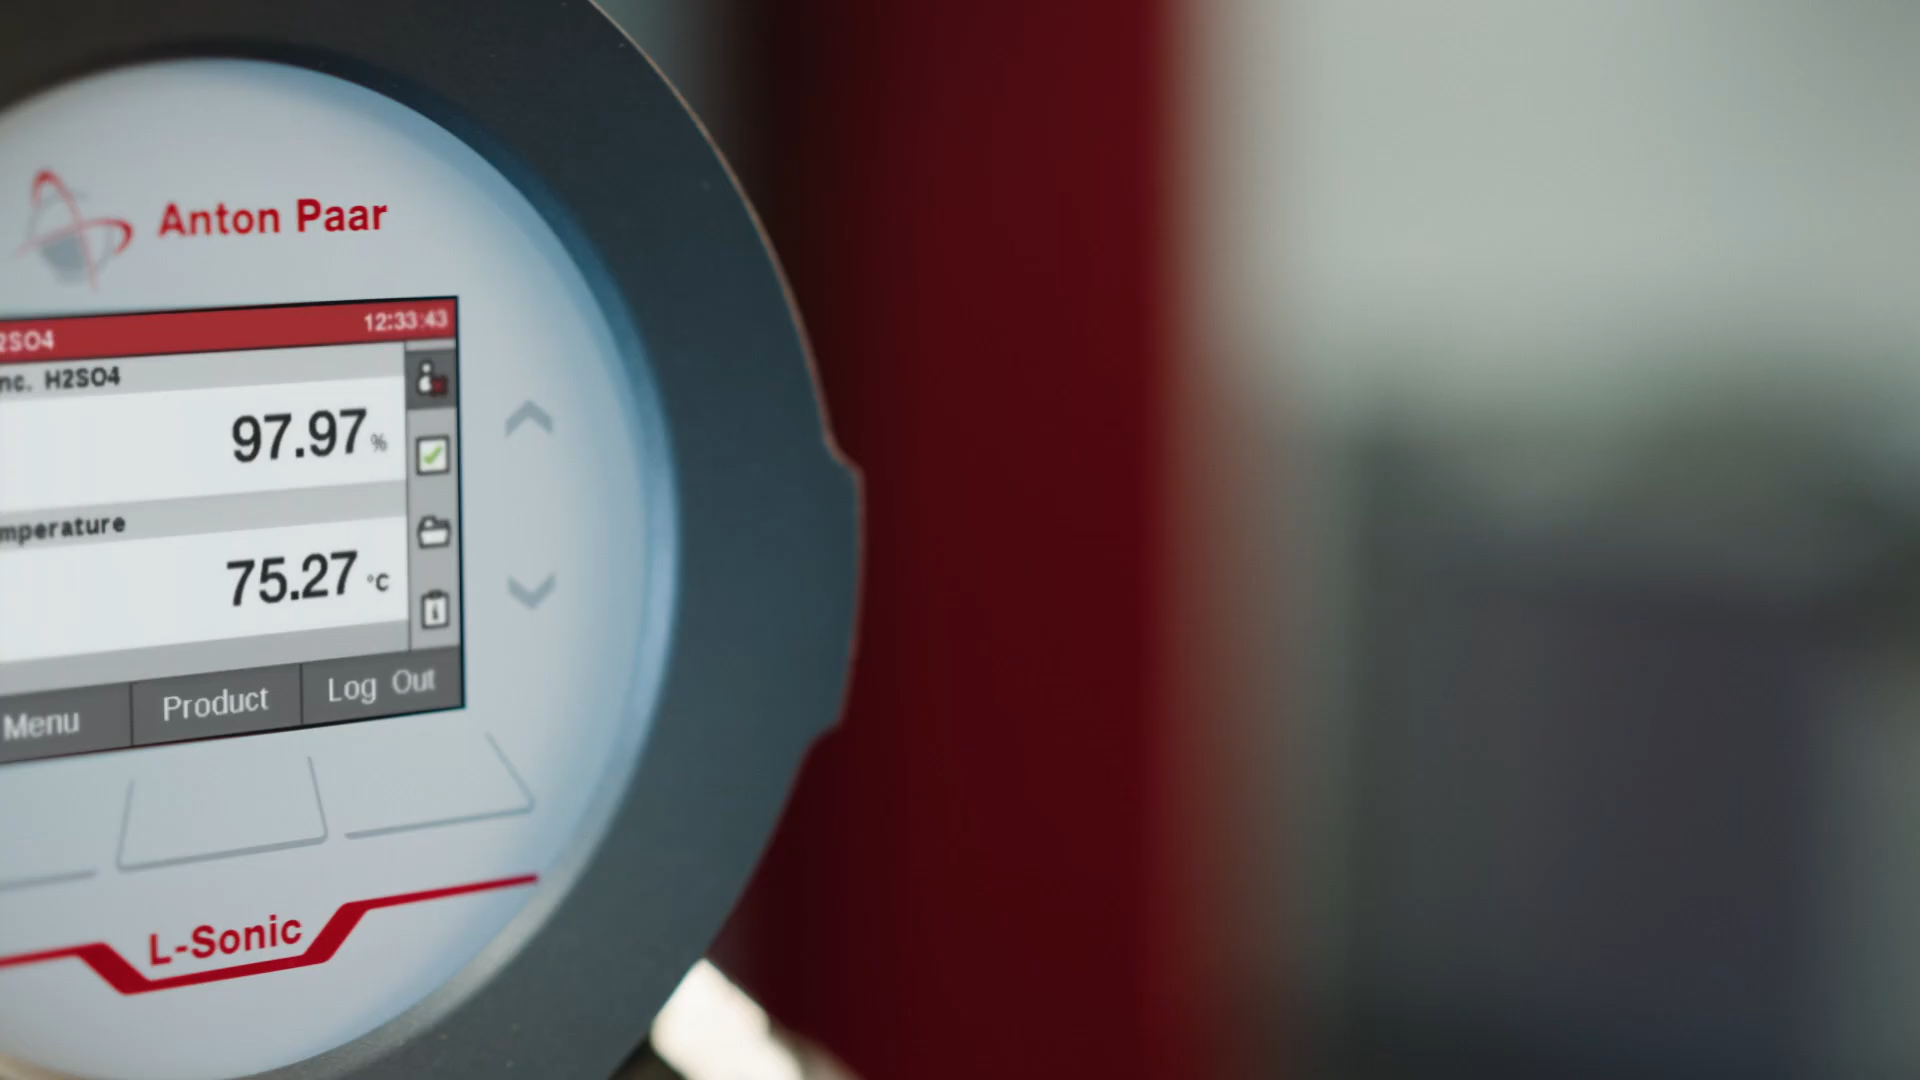 Anton Paar
2SO4 12:33:43
nc. H2SO4
97.97 %
mperature
75.27 °C
Menu Product Log Out
L-Sonic